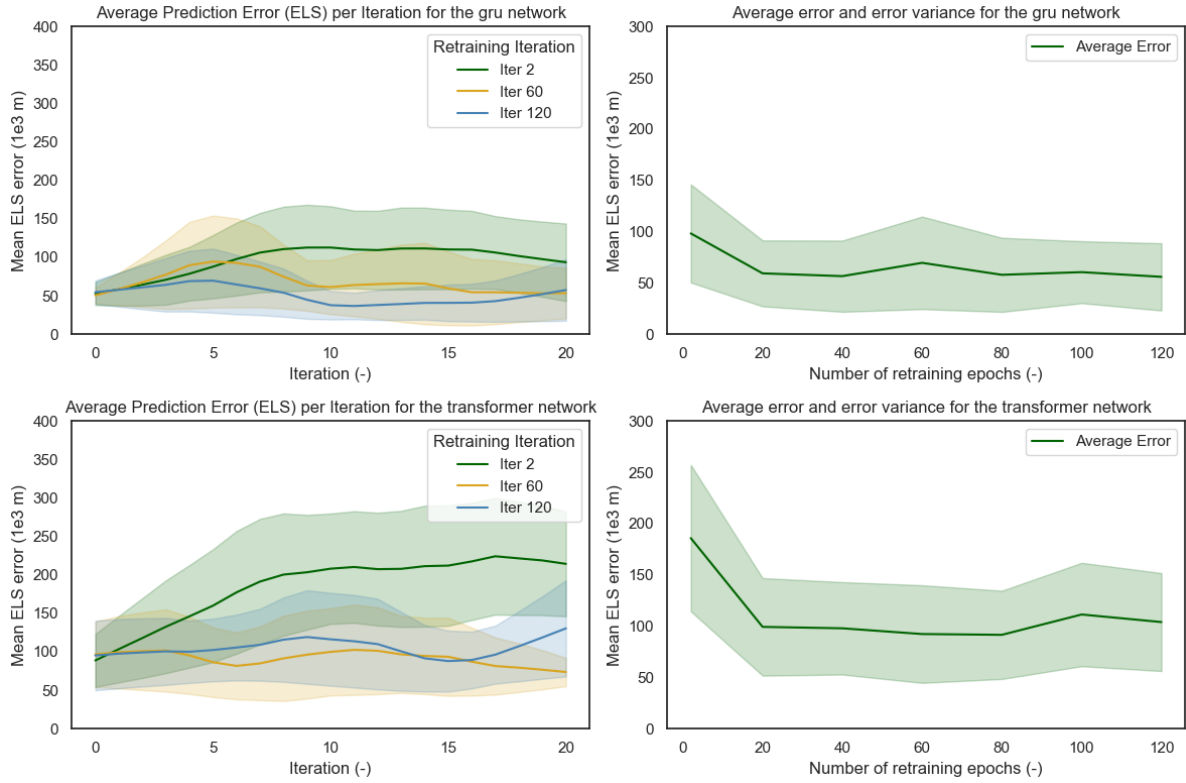 Average Prediction Error (ELS) per Iteration for the gru network
400
350
300
250
200
150
100
50
0
Mean ELS error (1e3 m)
Retraining Iteration
Iter 2
Iter 60
Iter 120
0 5 10 15 20
Iteration (-)
Average error and error variance for the gru network
300
250
200
150
100
50
0
Mean ELS error (1e3 m)
Average Error
0 20 40 60 80 100 120
Number of retraining epochs (-)
Average Prediction Error (ELS) per Iteration for the transformer network
400
350
300
250
200
150
100
50
0
Mean ELS error (1e3 m)
Retraining Iteration
Iter 2
Iter 60
Iter 120
0 5 10 15 20
Iteration (-)
Average error and error variance for the transformer network
300
250
200
150
100
50
0
Mean ELS error (1e3 m)
Average Error
0 20 40 60 80 100 120
Number of retraining epochs (-)